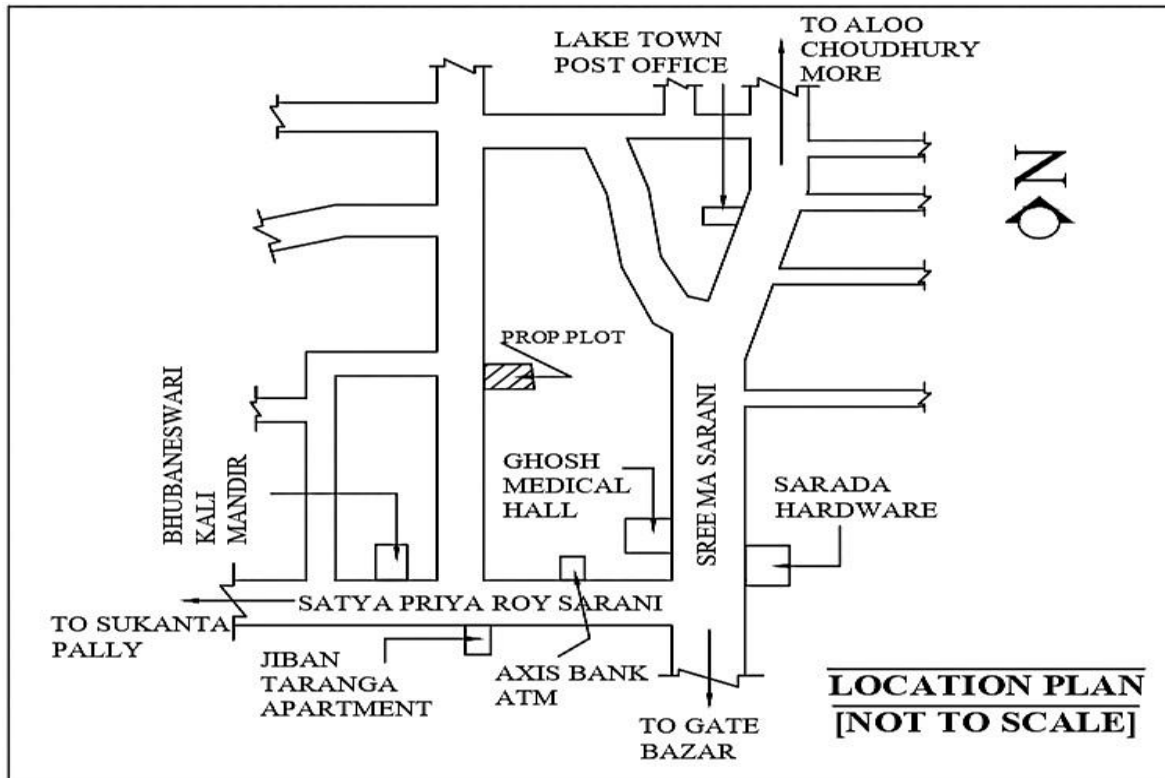 LAKE TOWN
POST OFFICE
TO ALOO
CHOUDHURY
MORE
N
PROP.PLOT
BHUBANESWARI
KALI
MANDIR
GHOSH
MEDICAL
HALL
SREE MA SARANI
SARADA
HARDWARE
SATYA PRIYA ROY SARANI
TO SUKANTA
PALLY
JIBAN
TARANGA
APARTMENT
AXIS BANK
ATM
TO GATE
BAZAR
LOCATION PLAN
[NOT TO SCALE]